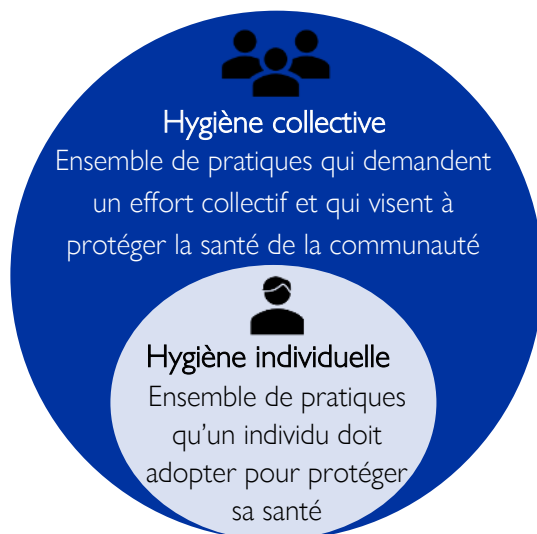 Hygiène collective
Ensemble de pratiques qui demandent
un effort collectif et qui visent à
protéger la santé de la communauté
Hygiène individuelle
Ensemble de pratiques
qu’un individu doit
adopter pour protéger
sa santé